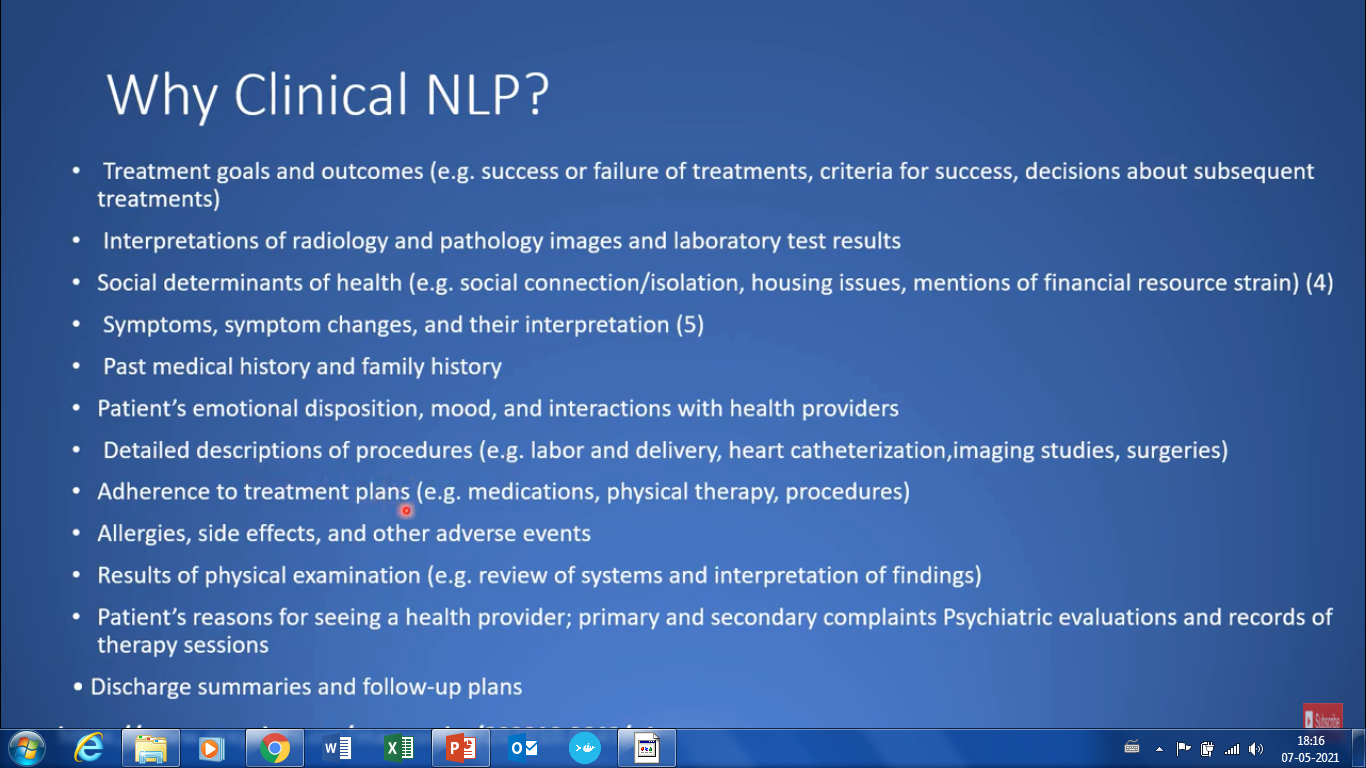 Why Clinical NLP?
• Treatment goals and outcomes (e.g. success or failure of treatments, criteria for success, decisions about subsequent
treatments)
• Interpretations of radiology and pathology images and laboratory test results
• Social determinants of health (e.g. social connection/isolation, housing issues, mentions of financial resource strain) (4)
• Symptoms, symptom changes, and their interpretation (5)
• Past medical history and family history
• Patient’s emotional disposition, mood, and interactions with health providers
• Detailed descriptions of procedures (e.g. labor and delivery, heart catheterization,imaging studies, surgeries)
• Adherence to treatment plans (e.g. medications, physical therapy, procedures)
• Allergies, side effects, and other adverse events
• Results of physical examination (e.g. review of systems and interpretation of findings)
• Patient’s reasons for seeing a health provider; primary and secondary complaints Psychiatric evaluations and records of
therapy sessions
• Discharge summaries and follow-up plans
Subscribe
18:16
07-05-2021